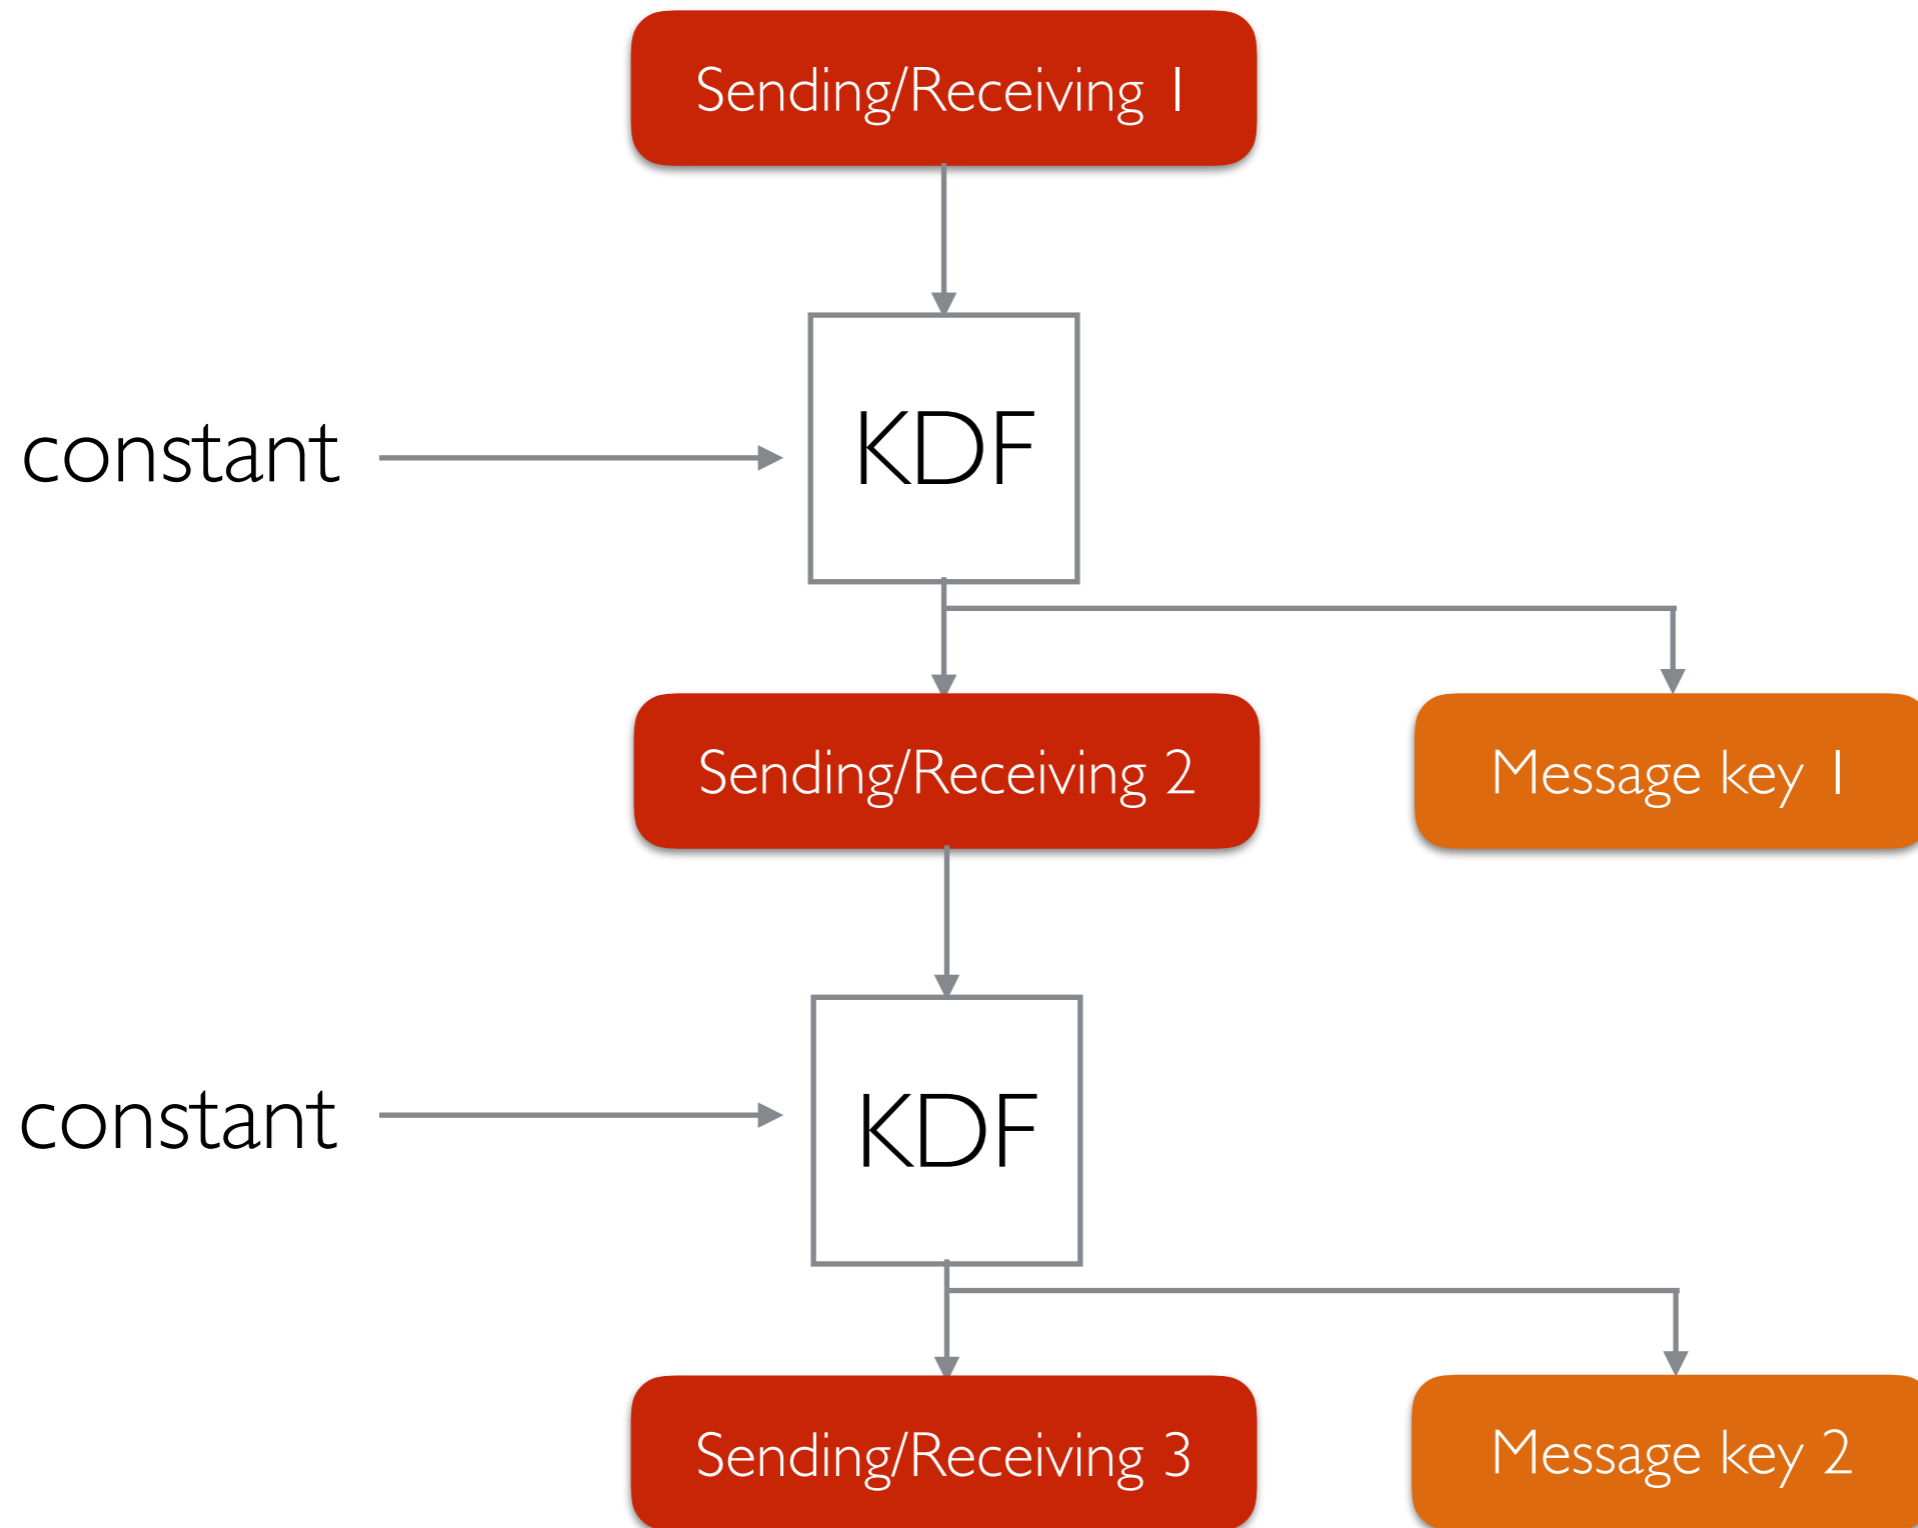 Sending/Receiving 1
constant
KDF
Sending/Receiving 2
Message key 1
constant
KDF
Sending/Receiving 3
Message key 2